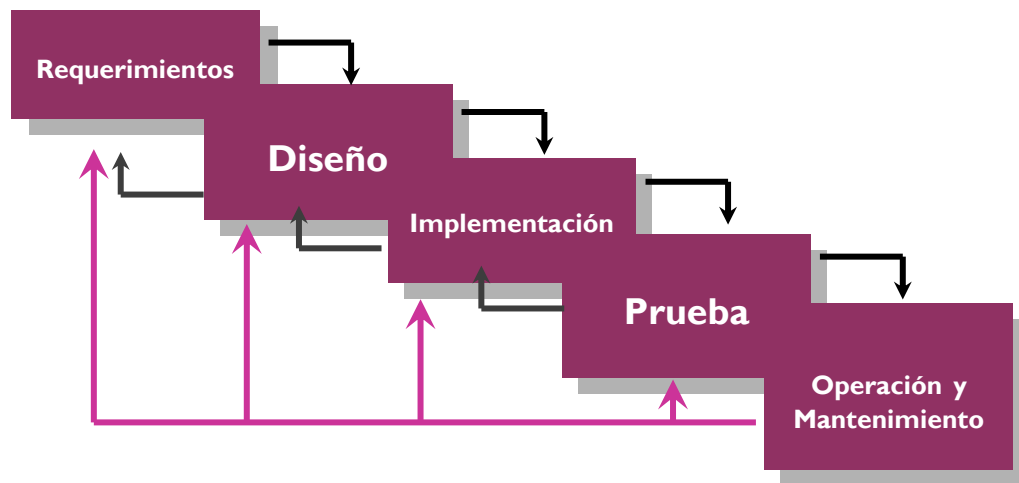 Requerimientos
Diseño
Implementación
Prueba
Operación y
Mantenimiento